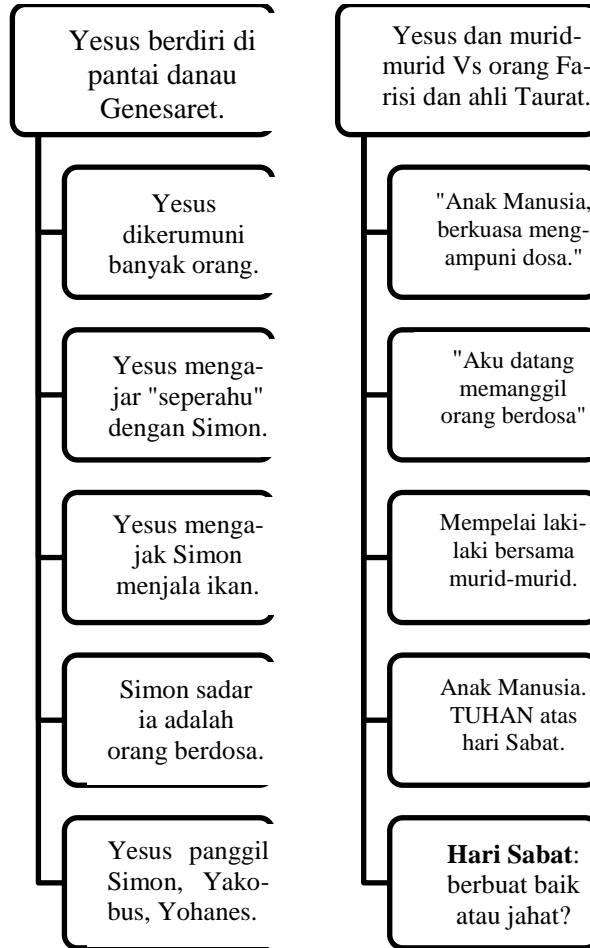 Yesus berdiri di
pantai danau
Genesaret.
Yesus
dikerumuni
banyak orang.
Yesus menga-
jar "seperahu"
dengan Simon.
Yesus menga-
jak Simon
menjala ikan.
Simon sadar
ia adalah
orang berdosa.
Yesus panggil
Simon, Yako-
bus, Yohanes.
Yesus dan murid-
murid Vs orang Fa-
risi dan ahli Taurat.
"Anak Manusia,
berkuasa meng-
ampuni dosa."
"Aku datang
memanggil
orang berdosa"
Mempelai laki-
laki bersama
murid-murid.
Anak Manusia.
TUHAN atas
hari Sabat.
Hari Sabat:
berbuat baik
atau jahat?